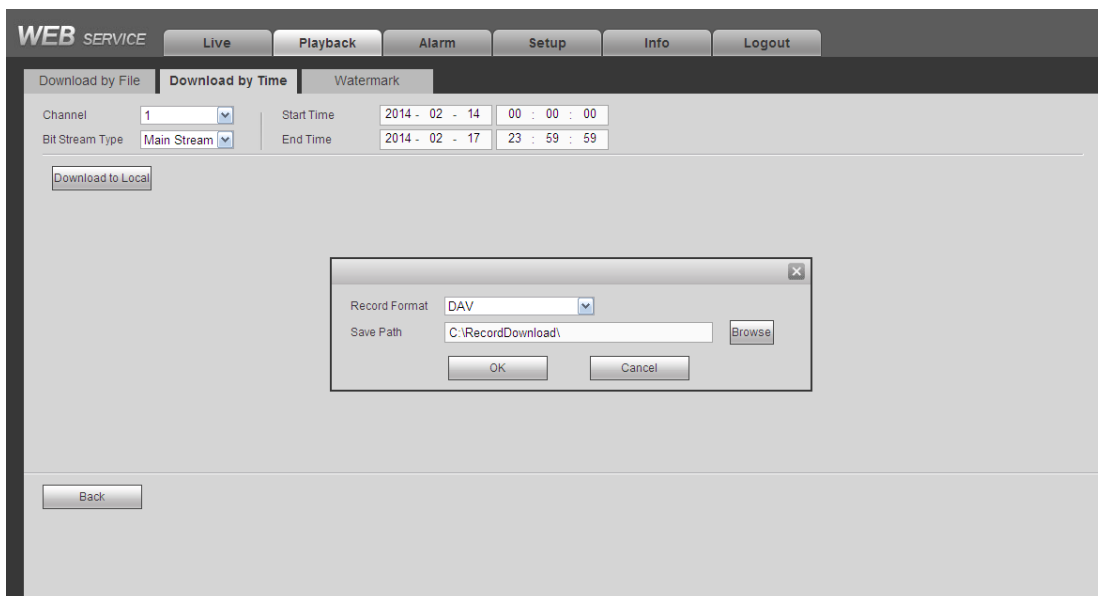 WEB SERVICE Live Playback Alarm Setup Info Logout
Download by File Download by Time Watermark
Channel 1 Start Time 2014 - 02 - 14 00 : 00 : 00
Bit Stream Type Main Stream End Time 2014 - 02 - 17 23 : 59 : 59
Download to Local
Record Format DAV
Save Path C:\RecordDownload\ Browse
OK Cancel
Back